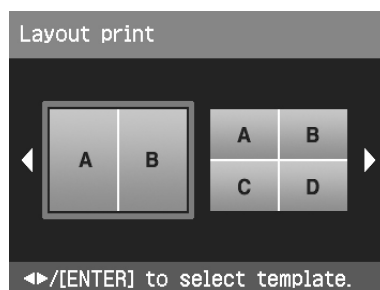 Layout print
A B A B
C D
◄►/[ENTER] to select template.